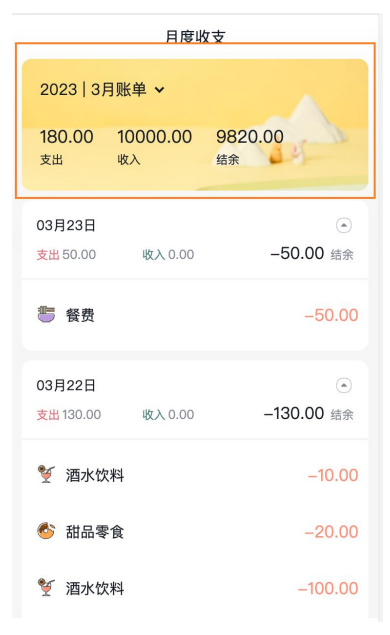 月度收支
2023 | 3月账单
180.00 10000.00 9820.00
支出 收入 结余
03月23日
支出 50.00 收入 0.00 -50.00 结余
餐费 -50.00
03月22日
支出 130.00 收入 0.00 -130.00 结余
酒水饮料 -10.00
甜品零食 -20.00
酒水饮料 -100.00